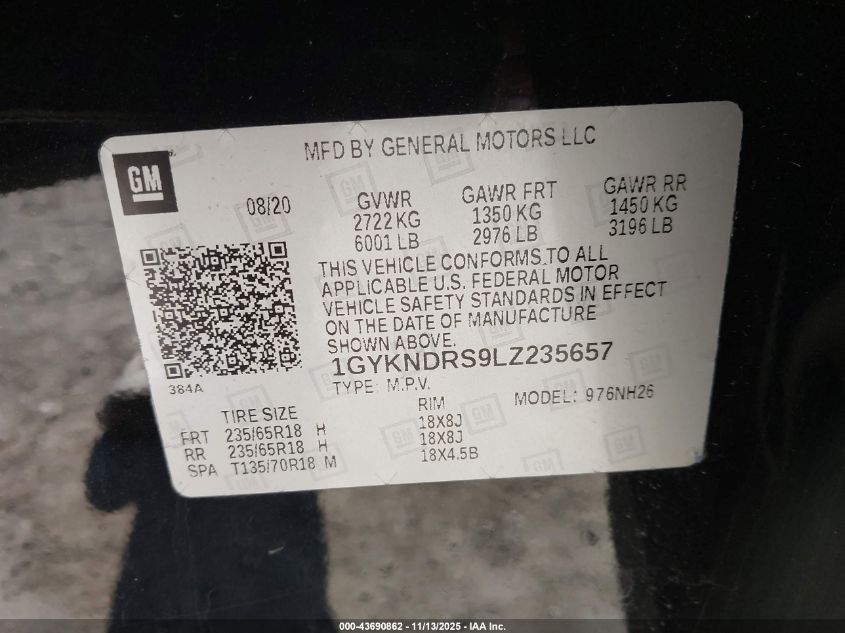 MFD BY GENERAL MOTORS LLC
GM
08/20
GVWR
2722 KG
6001 LB
GAWR FRT
1350 KG
2976 LB
GAWR RR
1450 KG
3196 LB
THIS VEHICLE CONFORMS TO ALL
APPLICABLE U.S. FEDERAL MOTOR
VEHICLE SAFETY STANDARDS IN EFFECT
ON THE DATE OF MANUFACTURE
SHOWN ABOVE.
1GYKNDRS9LZ235657
384A
TYPE: M.P.V.
MODEL: 976NH26
TIRE SIZE
RIM
FRT 235/65R18 H 18X8J
RR 235/65R18 H 18X8J
SPA T135/70R18 M 18X4.5B
000-43690862 - 11/13/2025 - IAA Inc.